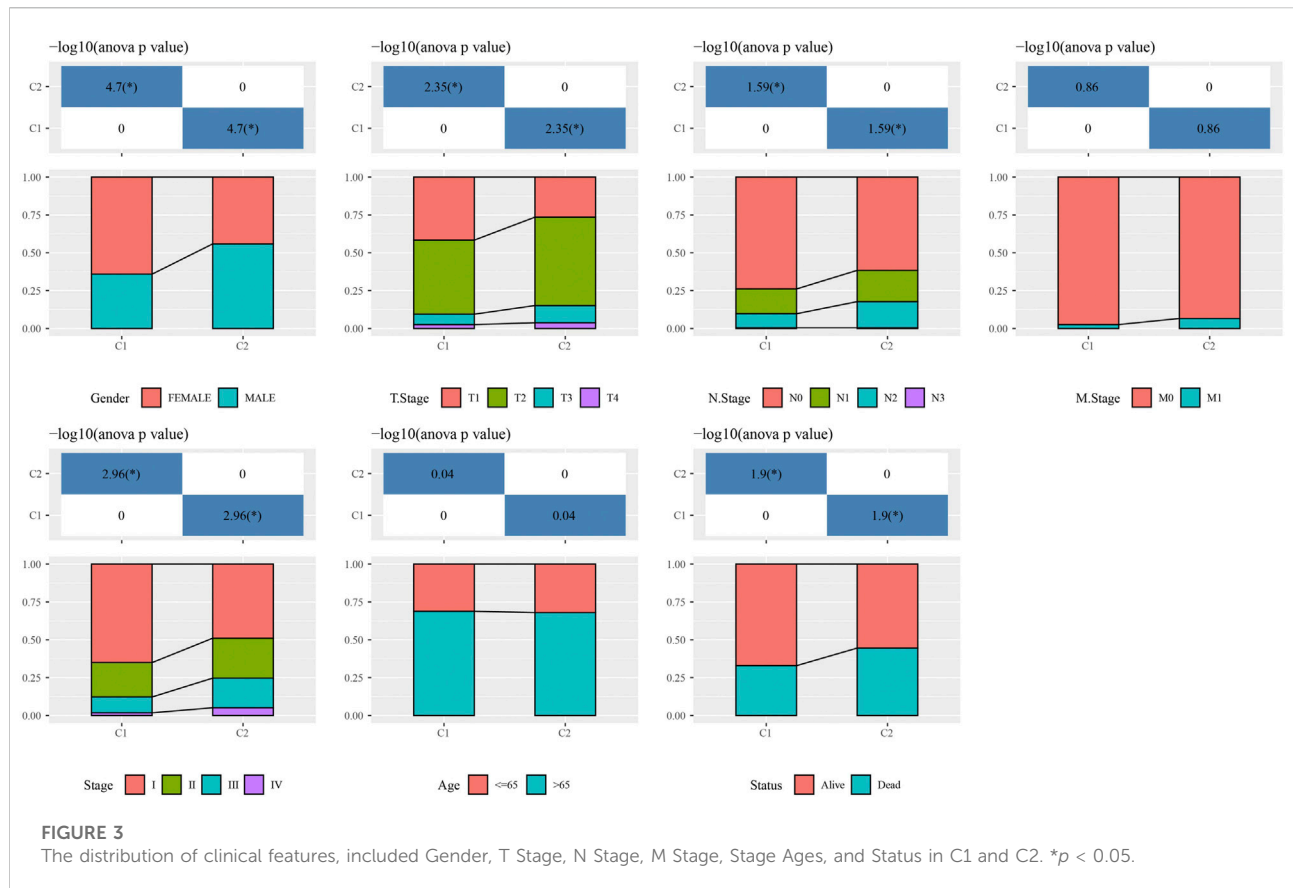 −log10(anova p value)
C2
4.7(*)
0
C1
0
4.7(*)
1.00
0.75
0.50
0.25
0.00
C1
C2
Gender FEMALE MALE
−log10(anova p value)
C2
2.35(*)
0
C1
0
2.35(*)
1.00
0.75
0.50
0.25
0.00
C1
C2
T.Stage T1 T2 T3 T4
−log10(anova p value)
C2
1.59(*)
0
C1
0
1.59(*)
1.00
0.75
0.50
0.25
0.00
C1
C2
N.Stage N0 N1 N2 N3
−log10(anova p value)
C2
0.86
0
C1
0
0.86
1.00
0.75
0.50
0.25
0.00
C1
C2
M.Stage M0 M1
−log10(anova p value)
C2
2.96(*)
0
C1
0
2.96(*)
1.00
0.75
0.50
0.25
0.00
C1
C2
Stage I II III IV
−log10(anova p value)
C2
0.04
0
C1
0
0.04
1.00
0.75
0.50
0.25
0.00
C1
C2
Age <=65 >65
−log10(anova p value)
C2
1.9(*)
0
C1
0
1.9(*)
1.00
0.75
0.50
0.25
0.00
C1
C2
Status Alive Dead
FIGURE 3
The distribution of clinical features, included Gender, T Stage, N Stage, M Stage, Stage Ages, and Status in C1 and C2. *p < 0.05.